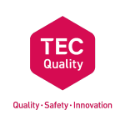 TEC
Quality
Quality · Safety · Innovation